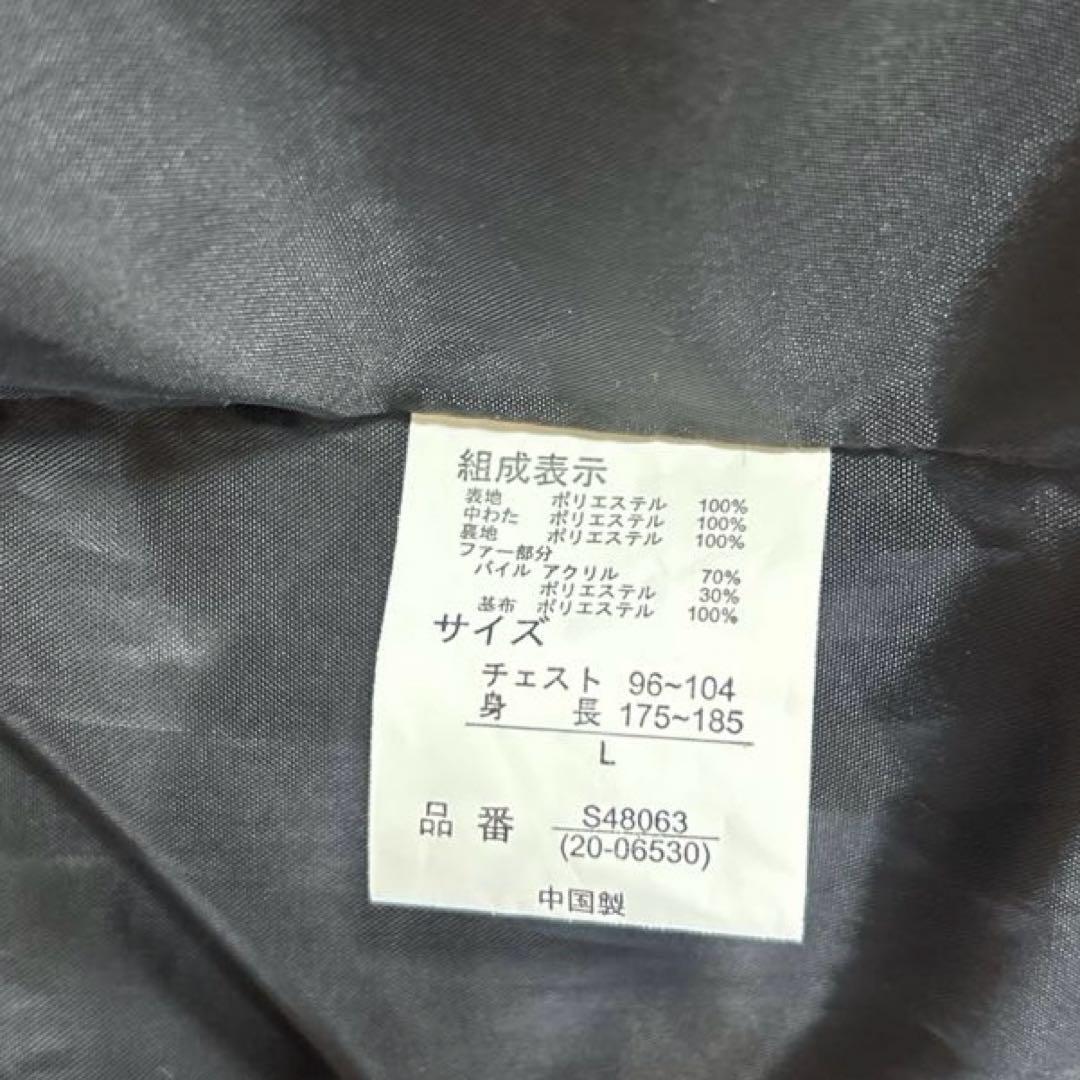 組成表示
表地 ポリエステル 100%
中わた ポリエステル 100%
裏地 ポリエステル 100%
ファー部分
パイル アクリル 70%
ポリエステル 30%
基布 ポリエステル 100%
サイズ
チェスト 96~104
身長 175~185
L
品番 S48063
(20-06530)
中国製